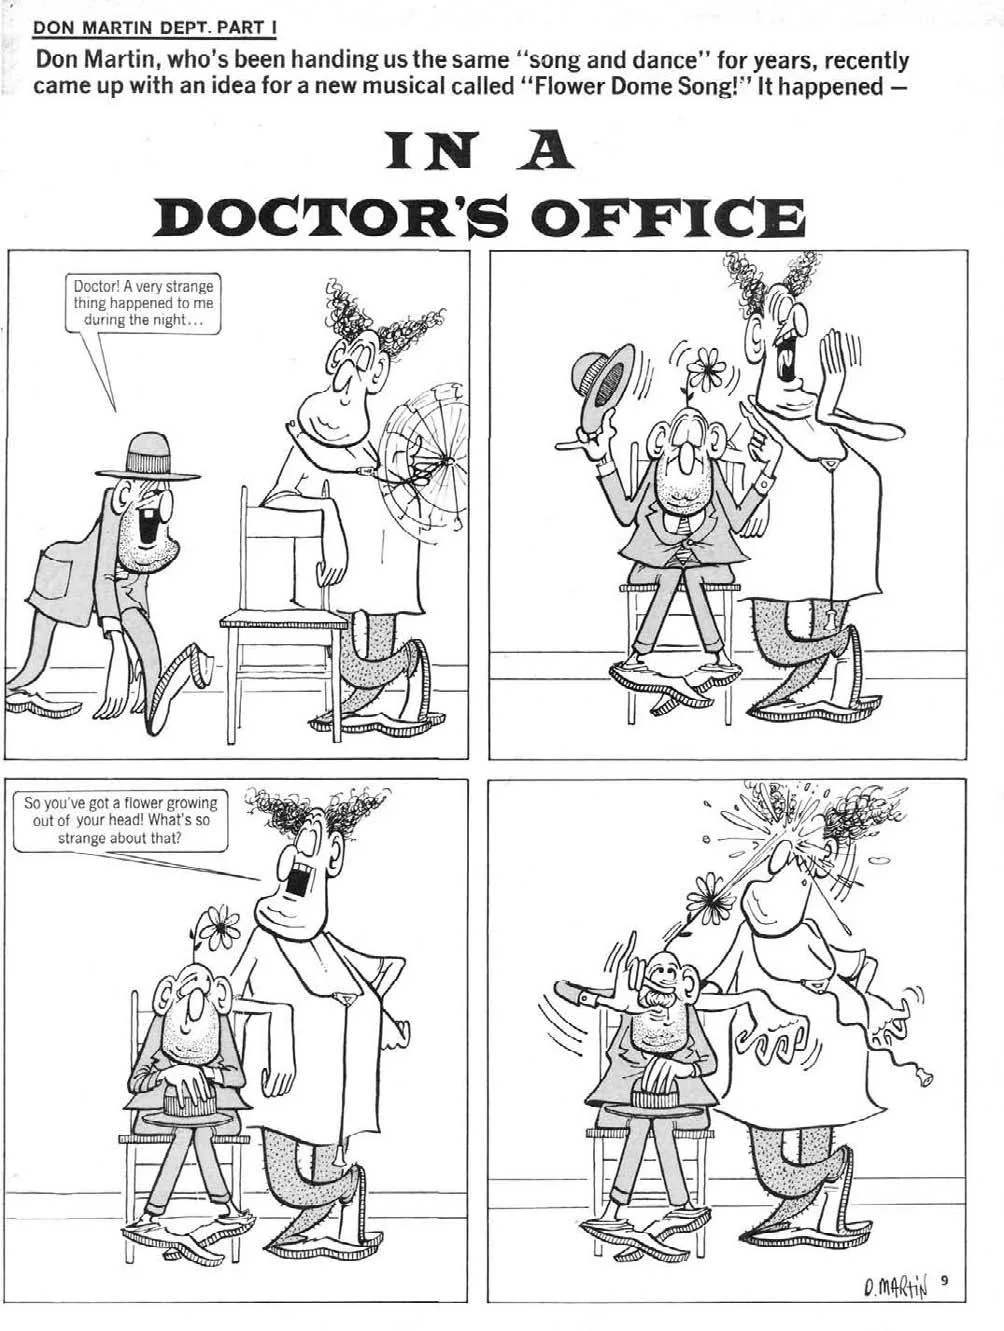 DON MARTIN DEPT. PART I
Don Martin, who's been handing us the same "song and dance" for years, recently
came up with an idea for a new musical called "Flower Dome Song!" It happened —
IN A
DOCTOR'S OFFICE
Doctor! A very strange
thing happened to me
during the night...
So you've got a flower growing
out of your head! What's so
strange about that?
D. MARTIN
9